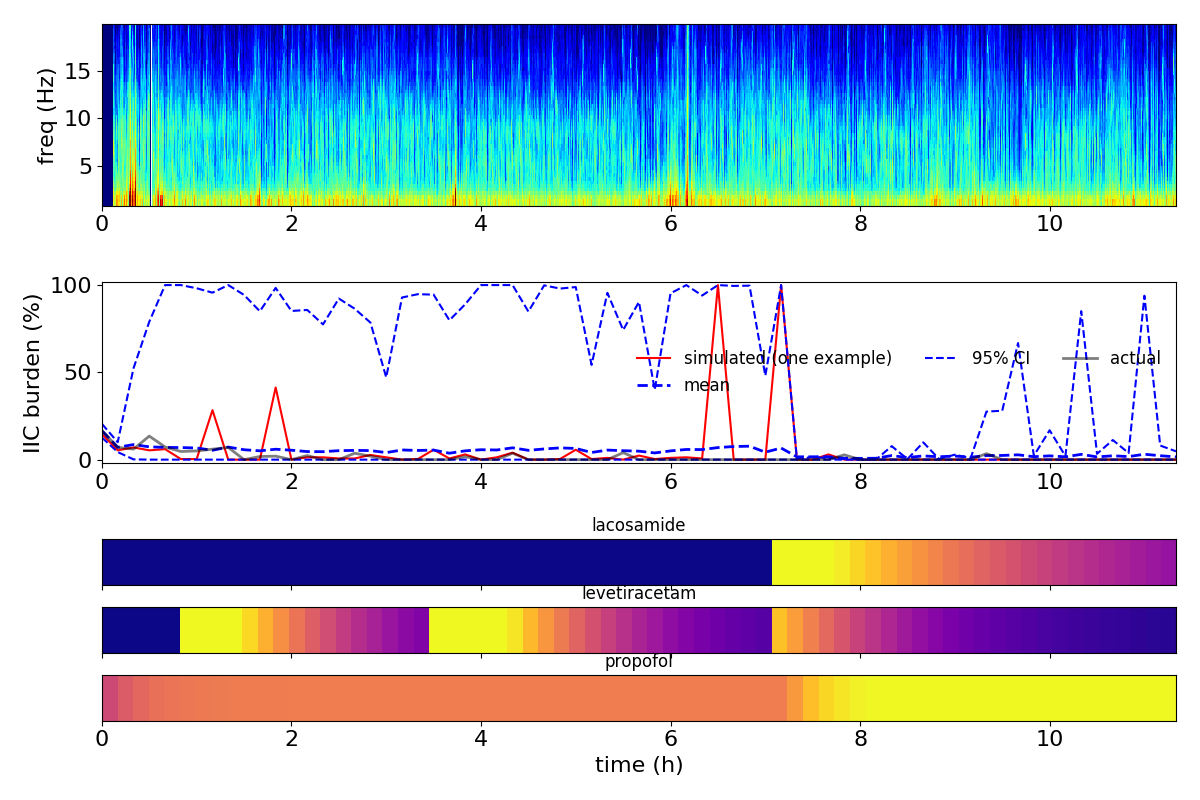 freq (Hz)
15
10
5
0 2 4 6 8 10
IIC burden (%)
100
50
0
simulated (one example) 95% CI actual
mean
0 2 4 6 8 10
lacosamide
levetiracetam
propofol
0 2 4 6 8 10
time (h)